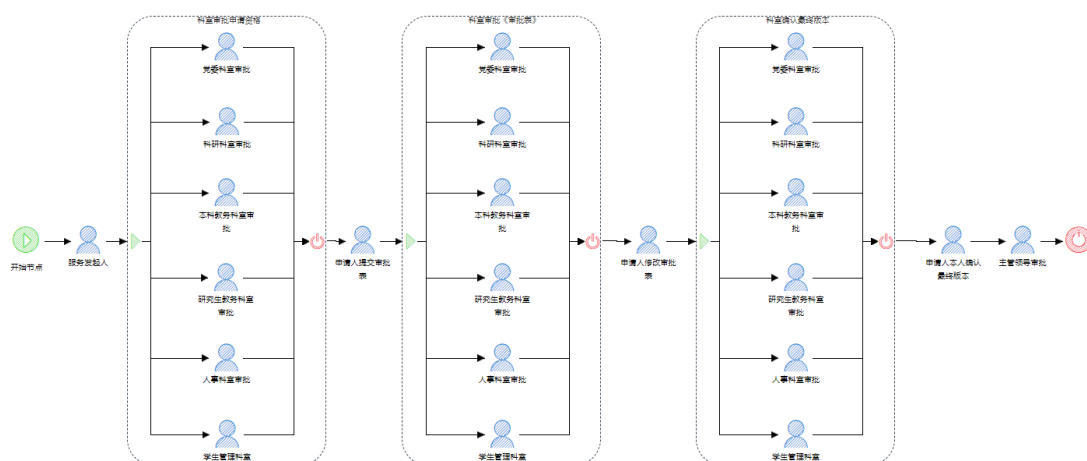 科室审批申请资格
党委科室审批
科研科室审批
本科教务科室审
批
研究生教务科室
审批
人事科室审批
学生管理科室
开始节点
服务发起人
申请人提交审批
表
科室审批《审批表》
党委科室审批
科研科室审批
本科教务科室审
批
研究生教务科室
审批
人事科室审批
学生管理科室
申请人修改审批
表
科室确认最终版本
党委科室审批
科研科室审批
本科教务科室审
批
研究生教务科室
审批
人事科室审批
学生管理科室
申请人本人确认
最终版本
主管领导审批